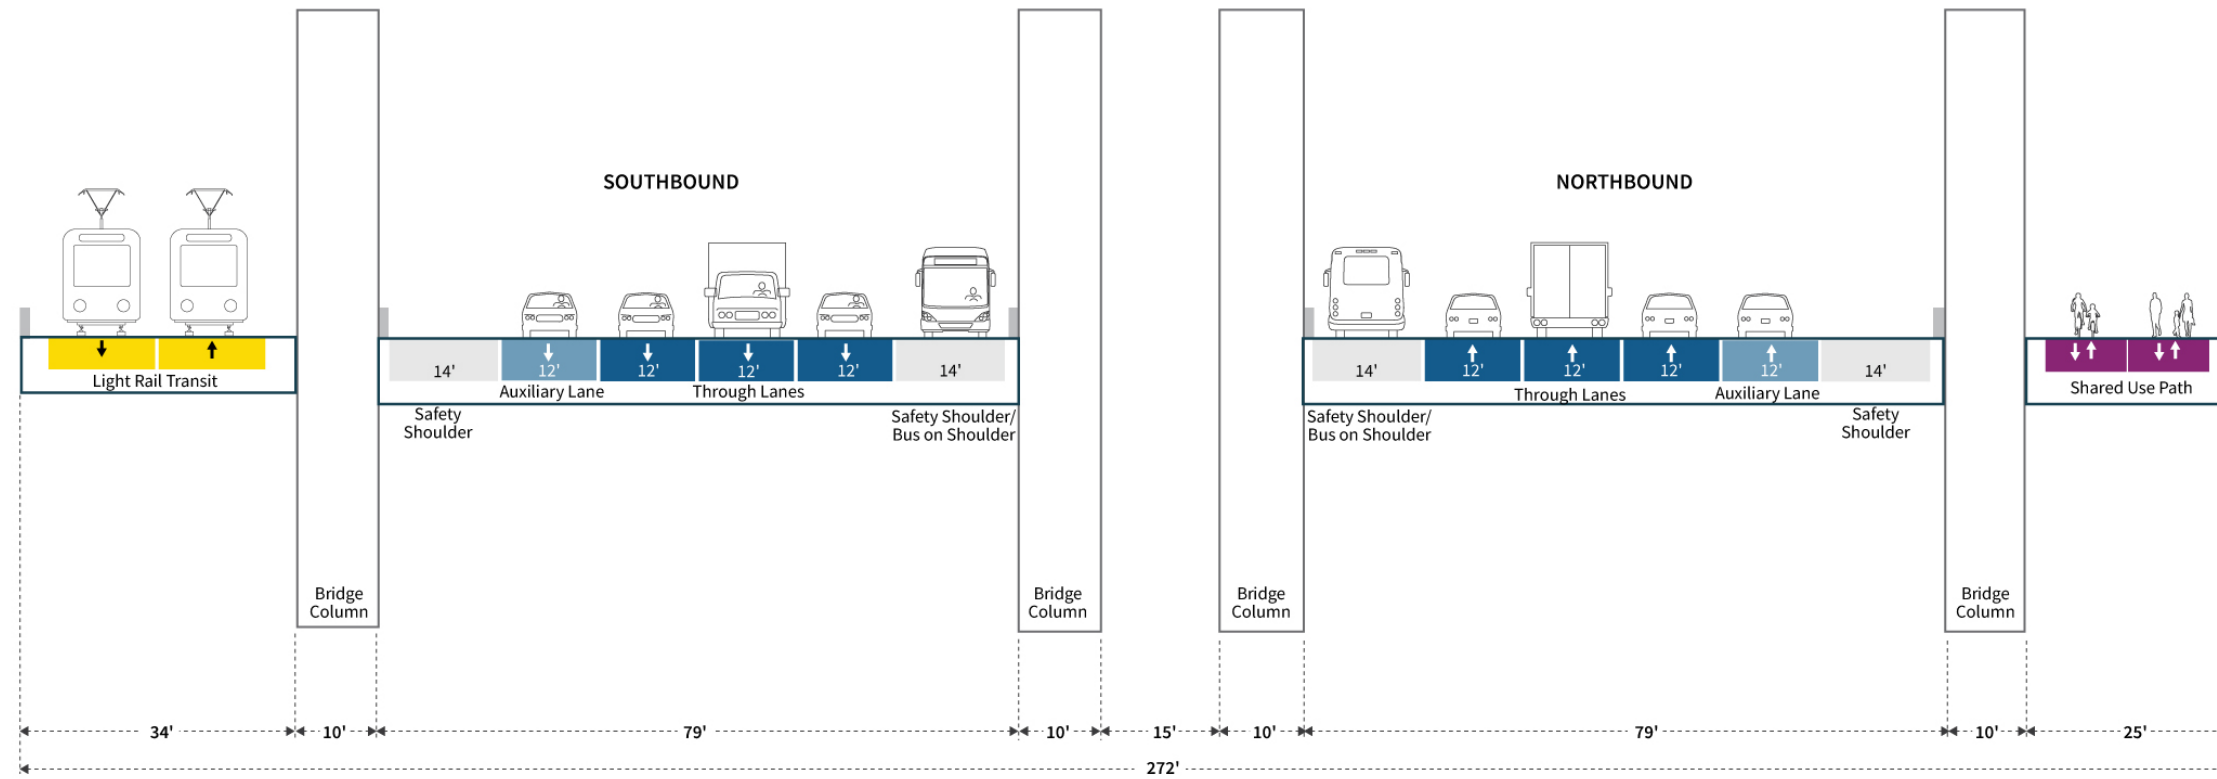 SOUTHBOUND
NORTHBOUND
Light Rail Transit
14'
12'
12'
12'
12'
14'
Auxiliary Lane
Through Lanes
Safety
Shoulder
Safety Shoulder/
Bus on Shoulder
14'
12'
12'
12'
12'
14'
Through Lanes
Auxiliary Lane
Safety Shoulder/
Bus on Shoulder
Safety
Shoulder
Shared Use Path
Bridge
Column
Bridge
Column
Bridge
Column
Bridge
Column
34'
10'
79'
10'
15'
10'
79'
10'
25'
272'